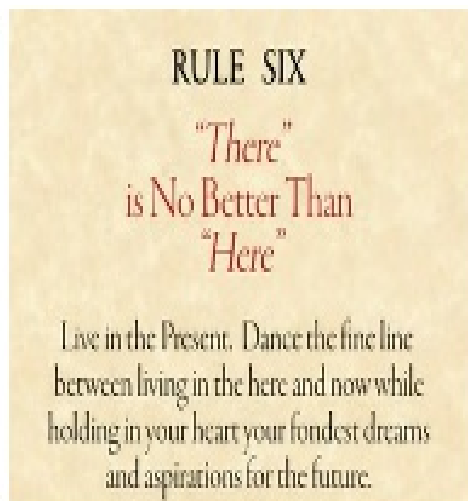 RULE SIX
“There”
is No Better Than
“Here”
Live in the Present. Dance the fine line
between living in the here and now while
holding in your heart your fondest dreams
and aspirations for the future.